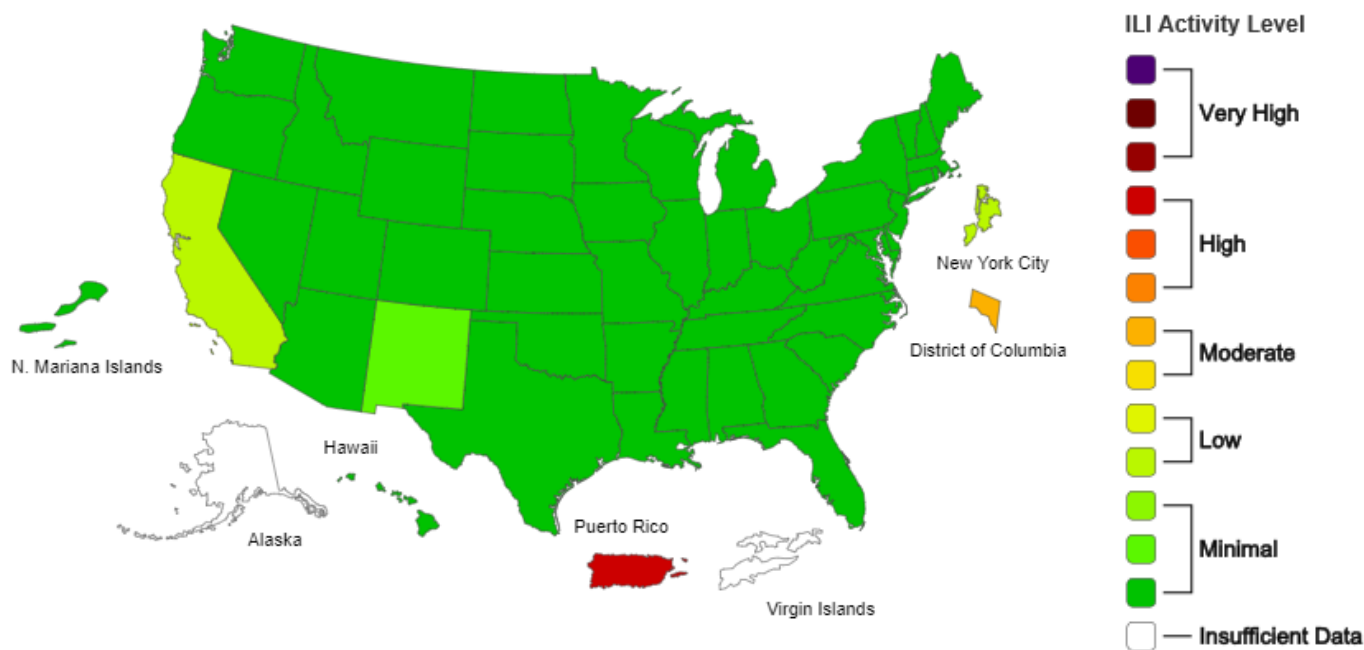 ILI Activity Level
Very High
High
Moderate
Low
Minimal
Insufficient Data
New York City
District of Columbia
N. Mariana Islands
Hawaii
Alaska
Puerto Rico
Virgin Islands